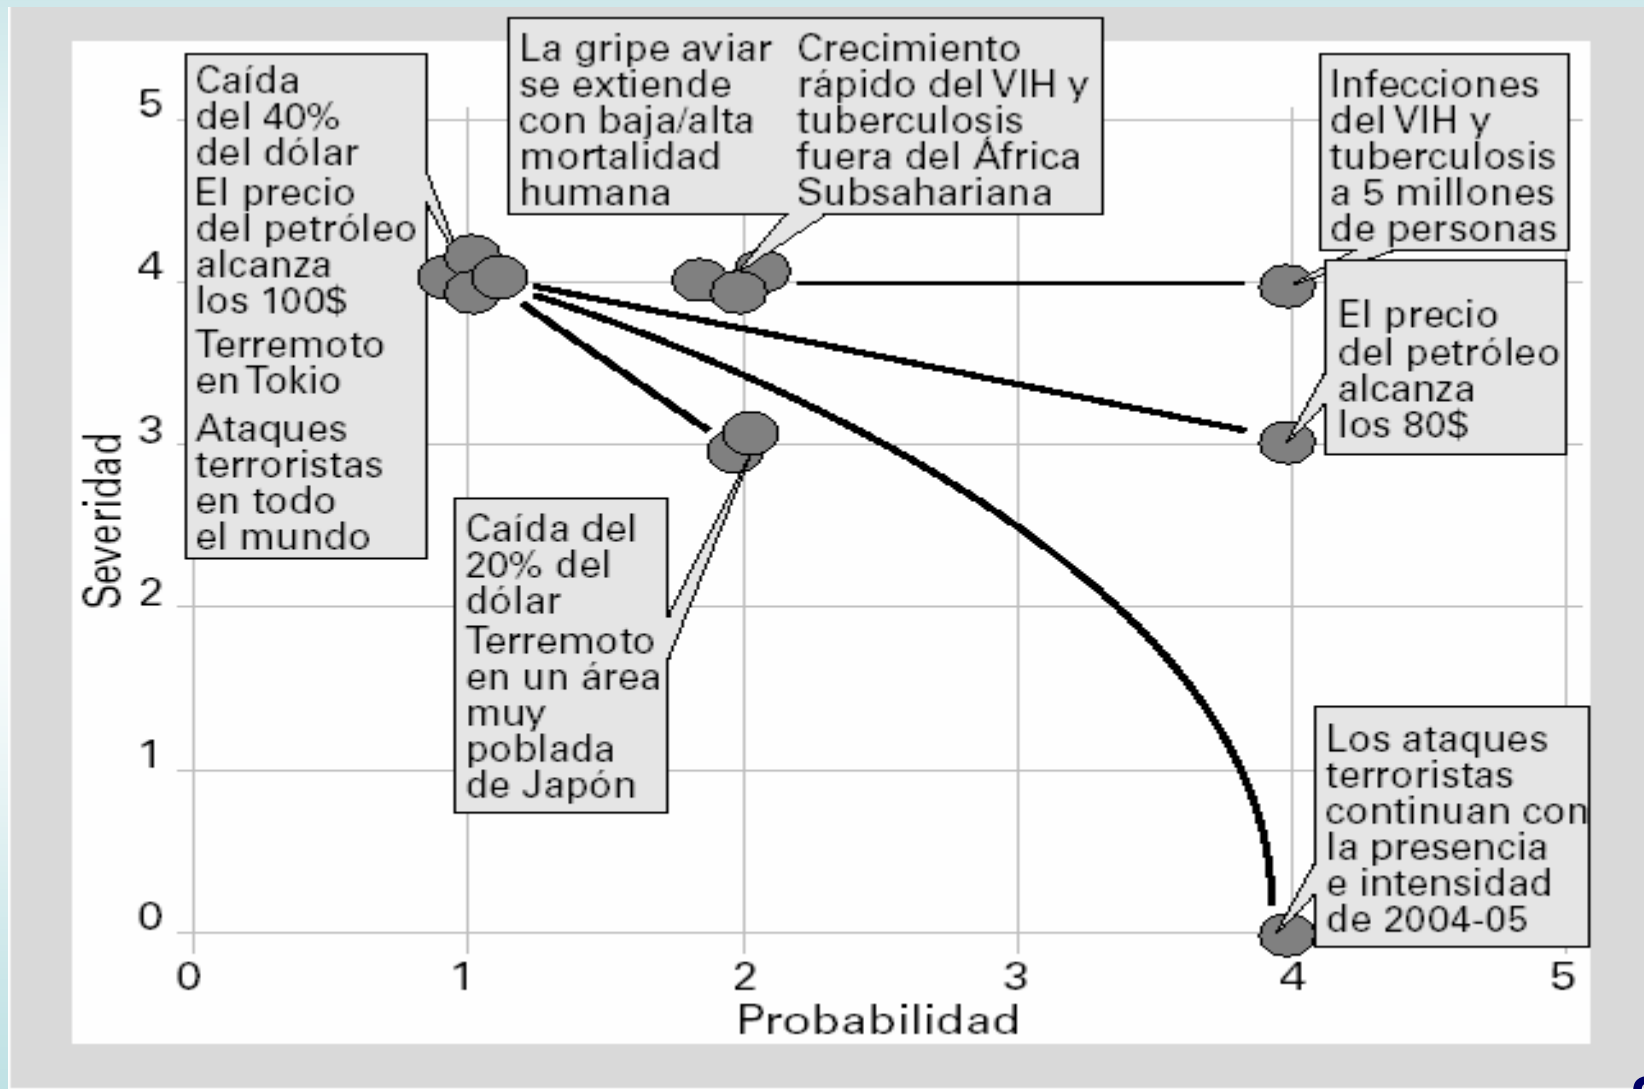 Caída
del 40%
del dólar
El precio
del petróleo
alcanza
los 100$
Terremoto
en Tokio
Ataques
terroristas
en todo
el mundo
La gripe aviar
se extiende
con baja/alta
mortalidad
humana
Crecimiento
rápido del VIH y
tuberculosis
fuera del África
Subsahariana
Infecciones
del VIH y
tuberculosis
a 5 millones
de personas
El precio
del petróleo
alcanza
los 80$
Caída del
20% del
dólar
Terremoto
en un área
muy
poblada
de Japón
Los ataques
terroristas
continuan con
la presencia
e intensidad
de 2004-05
Severidad
5
4
3
2
1
0
0 1 2 3 4 5
Probabilidad